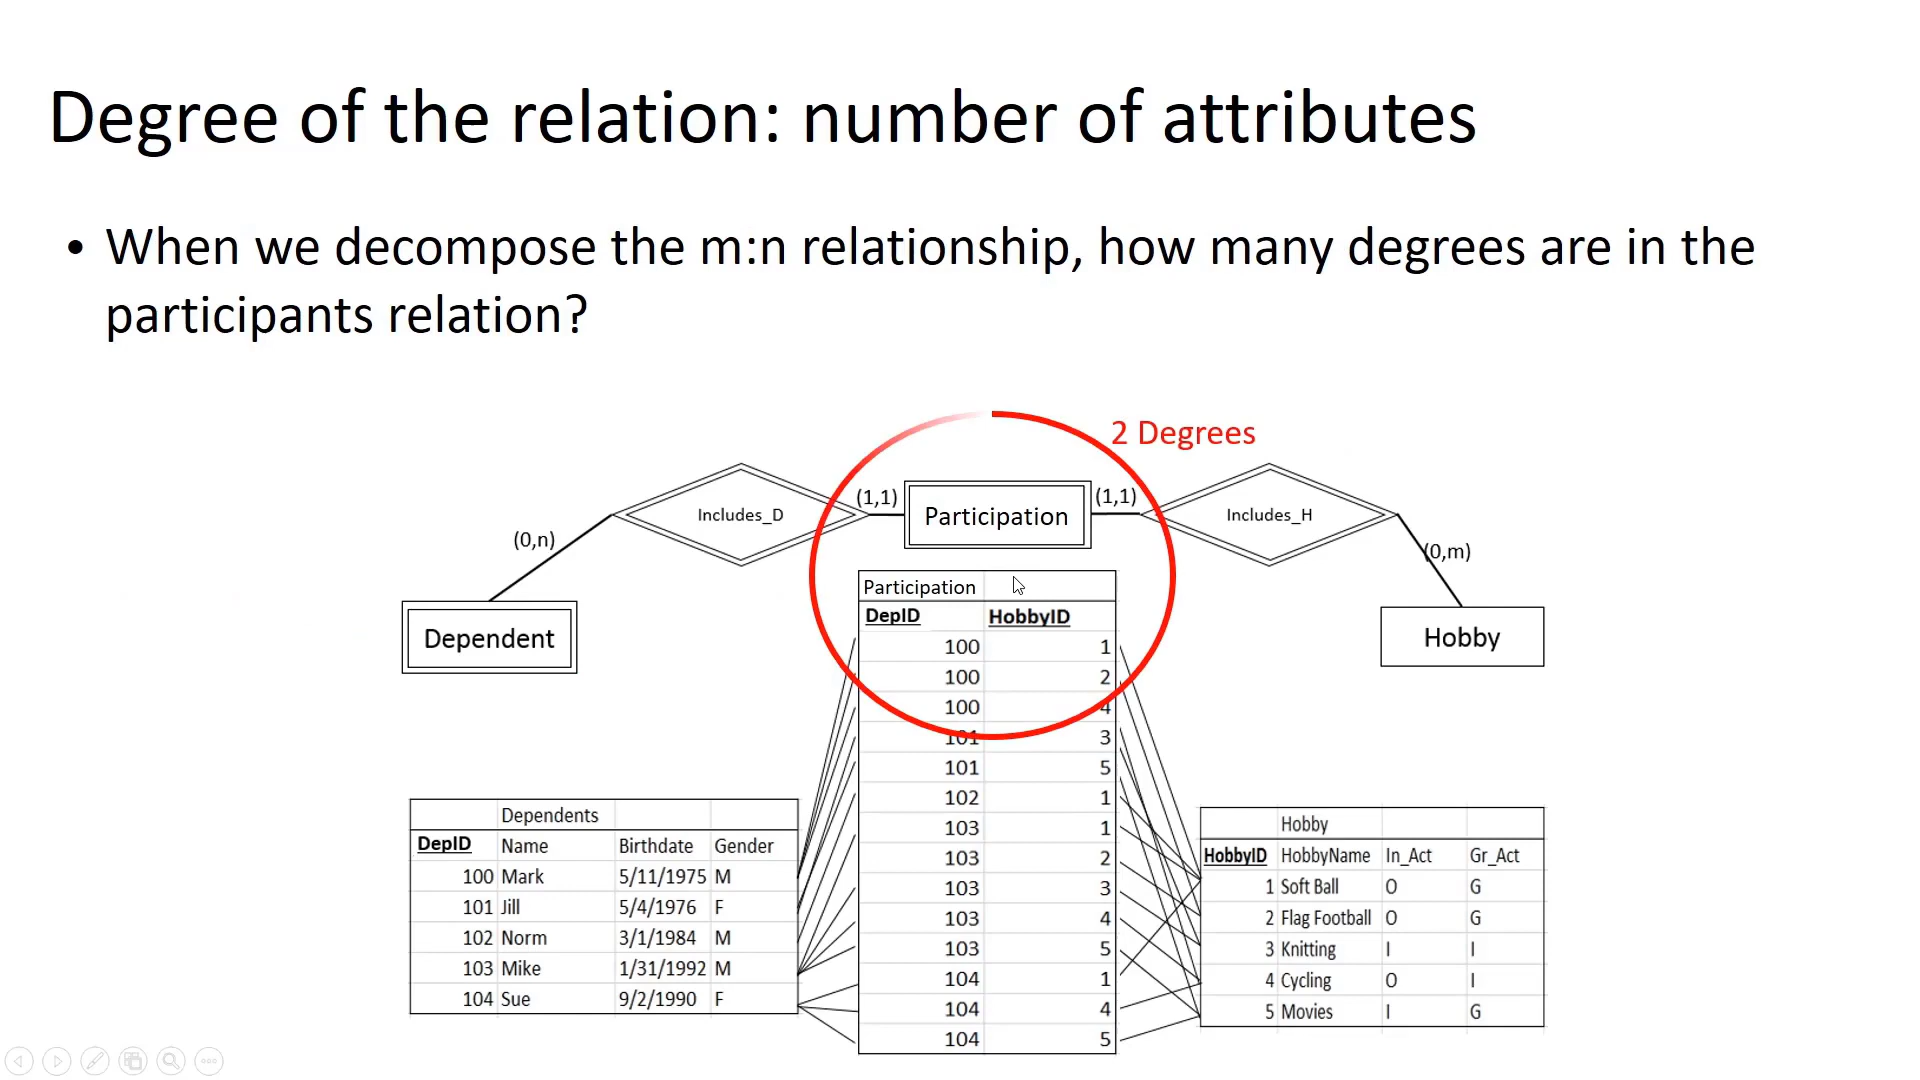 Degree of the relation: number of attributes
• When we decompose the m:n relationship, how many degrees are in the
participants relation?
2 Degrees
Includes_D
(1,1)
Participation
(1,1)
Includes_H
(0,n)
(0,m)
Dependent
Hobby
Participation
DepID HobbyID
100 1
100 2
100 4
101 3
101 5
102 1
103 1
103 2
103 3
103 4
103 5
104 1
104 4
104 5
Dependents
DepID Name Birthdate Gender
100 Mark 5/11/1975 M
101 Jill 5/4/1976 F
102 Norm 3/1/1984 M
103 Mike 1/31/1992 M
104 Sue 9/2/1990 F
Hobby
HobbyID HobbyName In_Act Gr_Act
1 Soft Ball O G
2 Flag Football O G
3 Knitting I I
4 Cycling O I
5 Movies I G